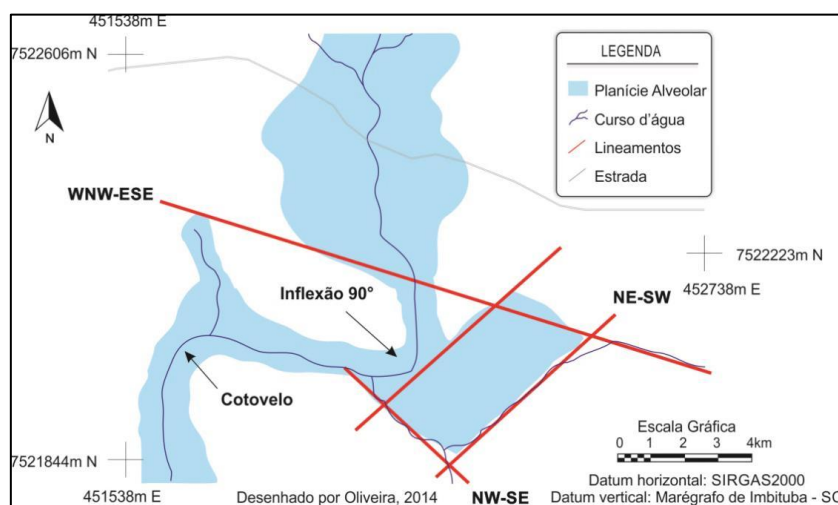 451538m E
7522606m N
N
LEGENDA
Planície Alveolar
Curso d'água
Lineamentos
Estrada
WNW-ESE
7522223m N
452738m E
Inflexão 90°
NE-SW
Cotovelo
Escala Gráfica
0 1 2 3 4km
7521844m N
451538m E
Desenhado por Oliveira, 2014
NW-SE
Datum horizontal: SIRGAS2000
Datum vertical: Marégrafo de Imbituba - SC